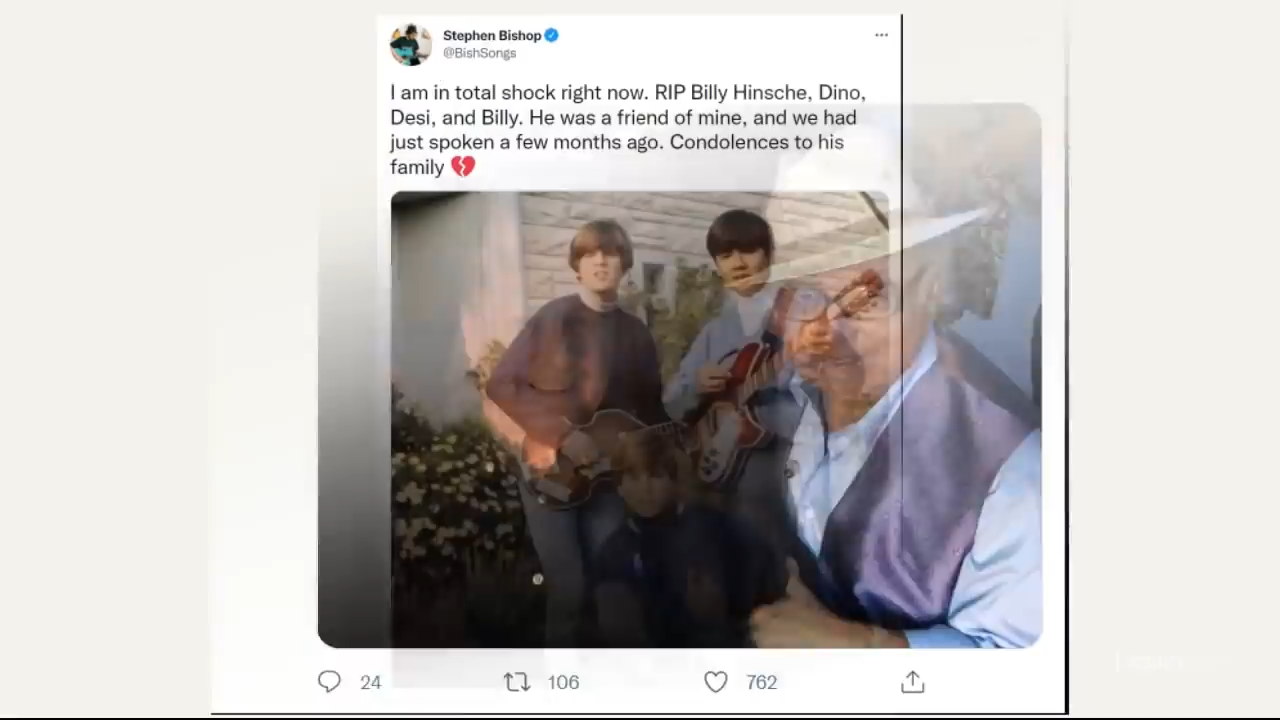 Stephen Bishop
@BishSongs
I am in total shock right now. RIP Billy Hinsche, Dino,
Desi, and Billy. He was a friend of mine, and we had
just spoken a few months ago. Condolences to his
family 💔
24
106
762